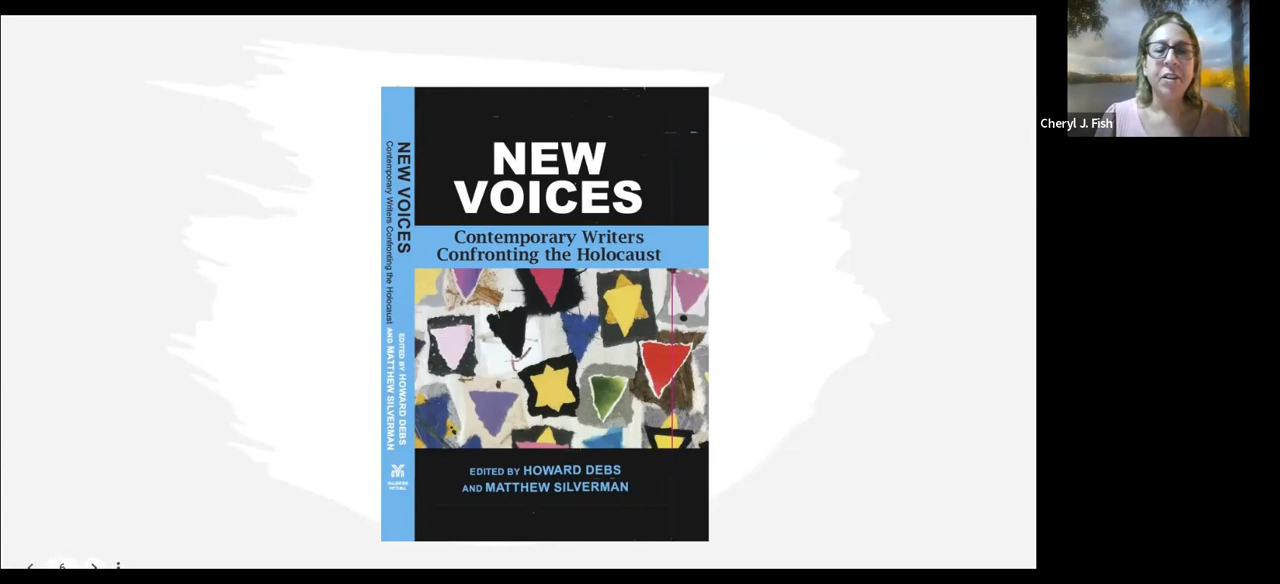 NEW VOICES
Contemporary Writers Confronting the Holocaust
EDITED BY HOWARD DEBS
AND MATTHEW SILVERMAN
NEW
VOICES
Contemporary Writers
Confronting the Holocaust
EDITED BY HOWARD DEBS
AND MATTHEW SILVERMAN
Cheryl J. Fish
6